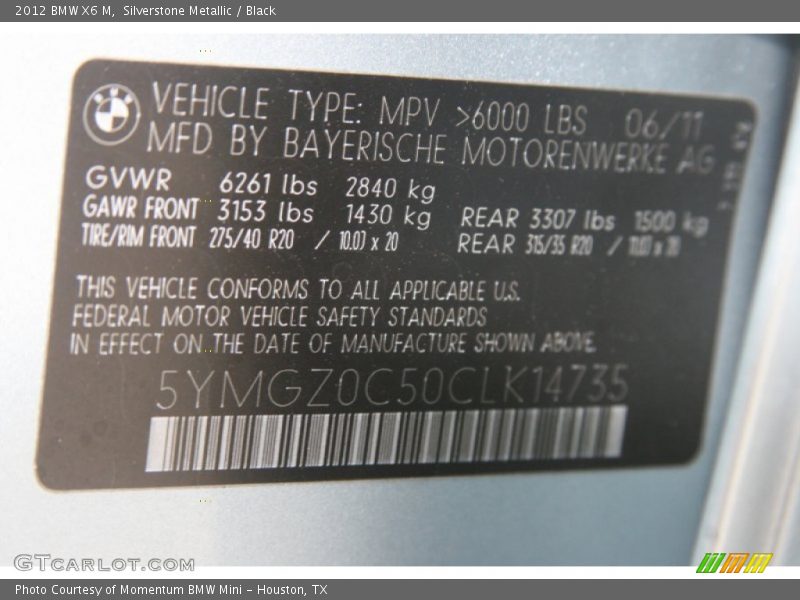 2012 BMW X6 M,  Silverstone Metallic / Black
BMW
VEHICLE TYPE: MPV >6000 LBS 06/11
MFD BY BAYERISCHE MOTORENWERKE AG
GVWR 6261 lbs 2840 kg
GAWR FRONT 3153 lbs 1430 kg REAR 3307 lbs 1500 kg
TIRE/RIM FRONT 275/40 R20 / 10.0J x 20 REAR 315/35 R20 / x 20
THIS VEHICLE CONFORMS TO ALL APPLICABLE U.S.
FEDERAL MOTOR VEHICLE SAFETY STANDARDS
IN EFFECT ON THE DATE OF MANUFACTURE SHOWN ABOVE.
5YMGZ0C50CLK14735
GTCARLOT.COM
Photo Courtesy of Momentum BMW Mini - Houston, TX